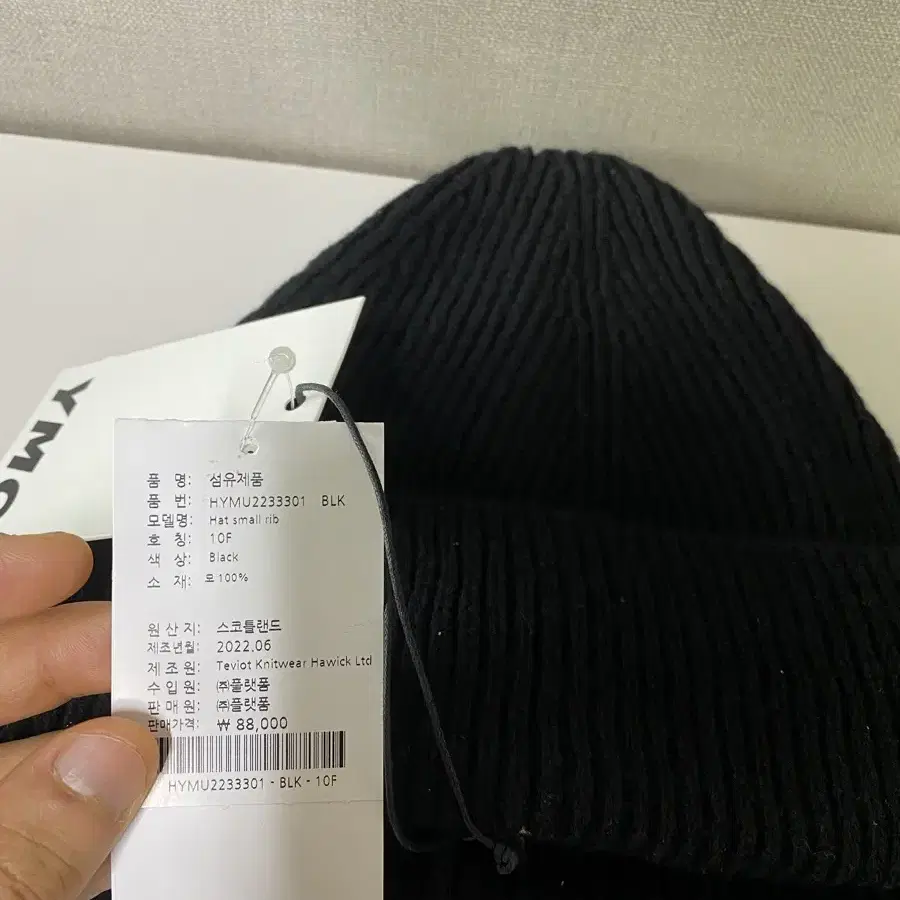 YMC
품 명: 섬유제품
품 번: HYMU2233301 BLK
모델명: Hat small rib
호 칭: 10F
색 상: Black
소 재: 모 100%
원 산 지: 스코틀랜드
제조년월: 2022.06
제 조 원: Teviot Knitwear Hawick Ltd
수 입 원: ㈜플랫폼
판 매 원: ㈜플랫폼
판매가격: ₩ 88,000
HYMU2233301 - BLK - 10F